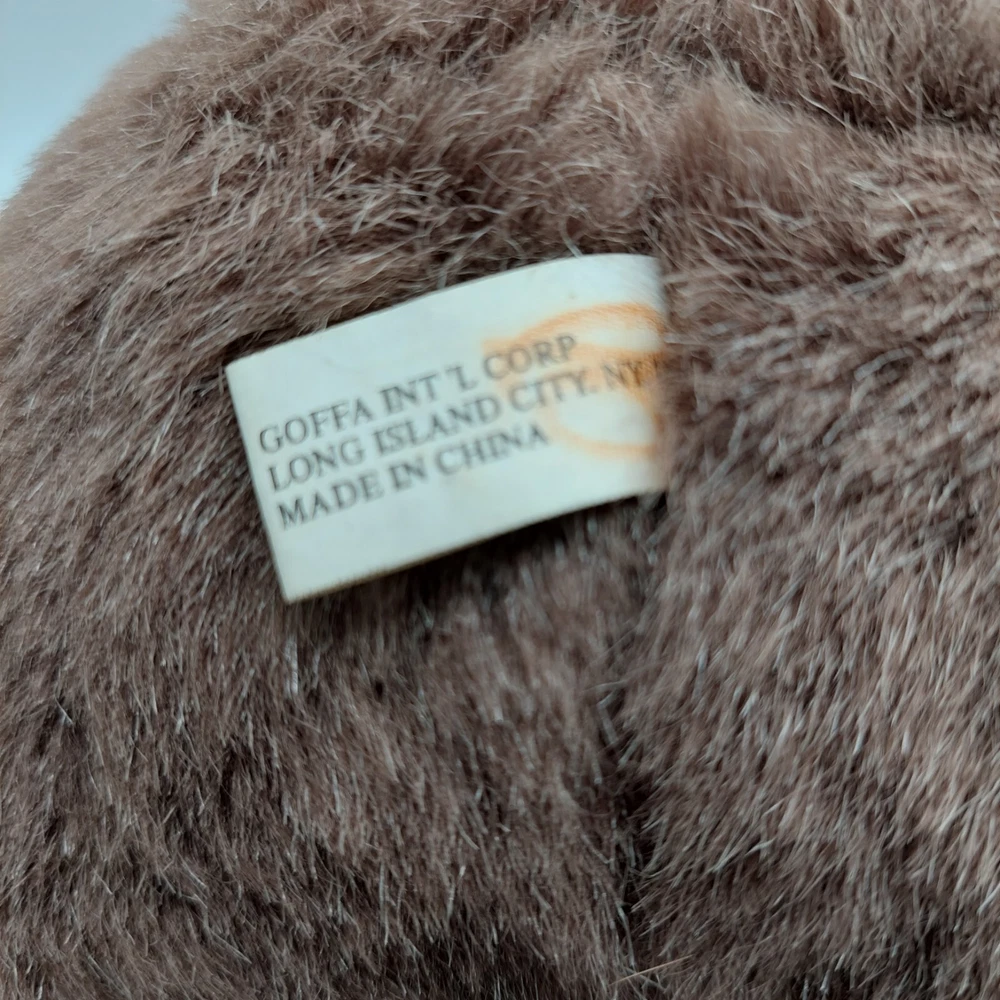 GOFFA INT'L CORP
LONG ISLAND CITY. NY
MADE IN CHINA